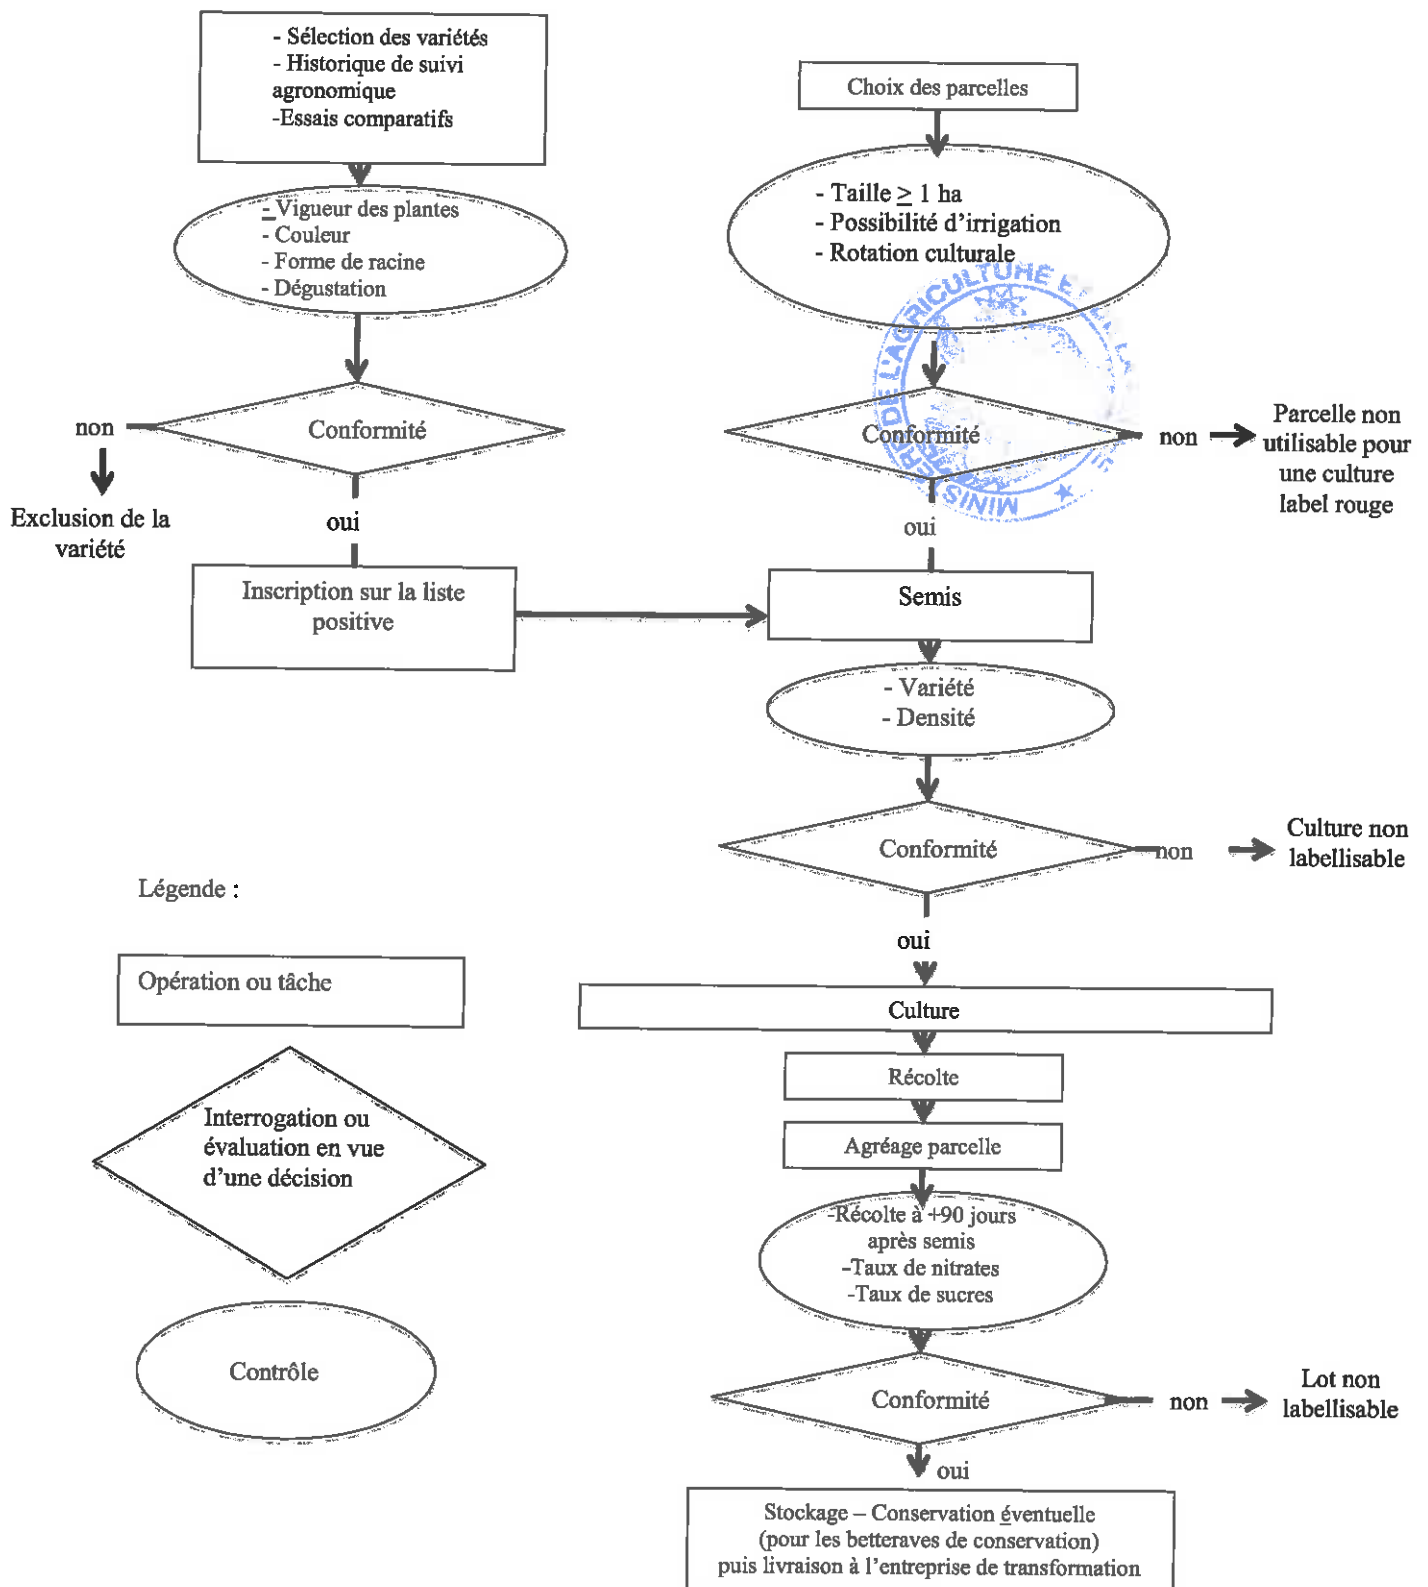 - Sélection des variétés
- Historique de suivi
agronomique
-Essais comparatifs
Choix des parcelles
- Vigueur des plantes
- Couleur
- Forme de racine
- Dégustation
- Taille ≥ 1 ha
- Possibilité d'irrigation
- Rotation culturale
MINISTÈRE DE L'AGRICULTURE
Conformité
non
Exclusion de la
variété
oui
Conformité
non
Parcelle non
utilisable pour
une culture
label rouge
oui
Inscription sur la liste
positive
Semis
- Variété
- Densité
Conformité
non
Culture non
labellisable
oui
Légende :
Opération ou tâche
Interrogation ou
évaluation en vue
d'une décision
Contrôle
Culture
Récolte
Agréage parcelle
-Récolte à +90 jours
après semis
-Taux de nitrates
-Taux de sucres
Conformité
non
Lot non
labellisable
oui
Stockage – Conservation éventuelle
(pour les betteraves de conservation)
puis livraison à l'entreprise de transformation